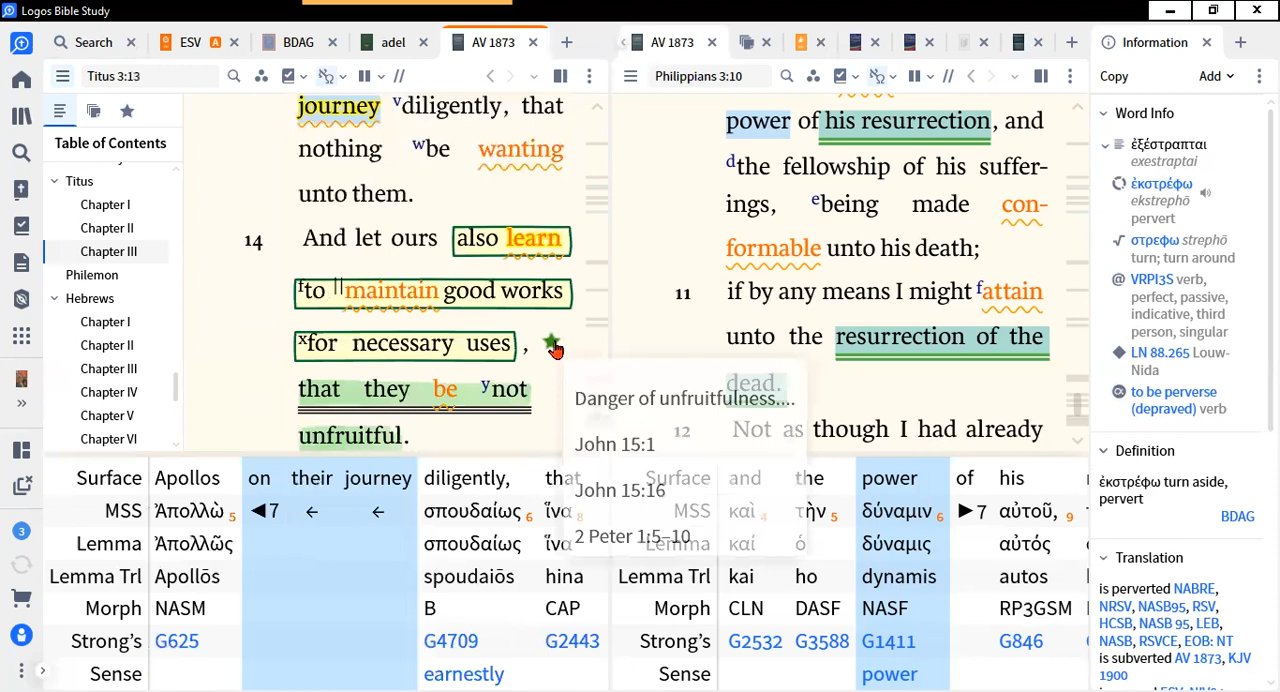 Logos Bible Study
Search
ESV A
BDAG
adel
AV 1873
AV 1873
Information
Titus 3:13
Philippians 3:10
Copy
Add
Table of Contents
Titus
Chapter I
Chapter II
Chapter III
Philemon
Hebrews
Chapter I
Chapter II
Chapter III
Chapter IV
Chapter V
Chapter VI
3
journey vdiligently, that
nothing wbe wanting
unto them.
14 And let ours also learn
fto ||maintain good works
xfor necessary uses,
that they be ynot
unfruitful.
power of his resurrection, and
dthe fellowship of his suffer-
ings, ebeing made con-
formable unto his death;
11 if by any means I might fattain
unto the resurrection of the
dead.
12 Not as though I had already
Danger of unfruitfulness....
John 15:1
John 15:16
2 Peter 1:5–10
Surface Apollos on their journey diligently, that
MSS Ἀπολλὼ 5 ◀7 ← ← σπουδαίως 6 ἵνα 8
Lemma Ἀπολλῶς σπουδαίως ἵνα
Lemma Trl Apollōs spoudaiōs hina
Morph NASM B CAP
Strong’s G625 G4709 G2443
Sense earnestly
Surface and the power of his
MSS καὶ 4 τὴν 5 δύναμιν 6 ▶7 αὐτοῦ, 9
Lemma καί ὁ δύναμις αὐτός
Lemma Trl kai ho dynamis autos
Morph CLN DASF NASF RP3GSM
Strong’s G2532 G3588 G1411 G846
Sense power
Word Info
ἐξέστραπται
exestraptai
ἐκστρέφω
ekstrephō
pervert
στρεφω strephō
turn; turn around
@ VRPI3S verb,
perfect, passive,
indicative, third
person, singular
LN 88.265 Louw-
Nida
to be perverse
(depraved) verb
Definition
ἐκστρέφω turn aside,
pervert
BDAG
Translation
is perverted NABRE,
NRSV, NASB95, RSV,
HCSB, NASB 95, LEB,
NASB, RSVCE, EOB: NT
is subverted AV 1873, KJV
1900